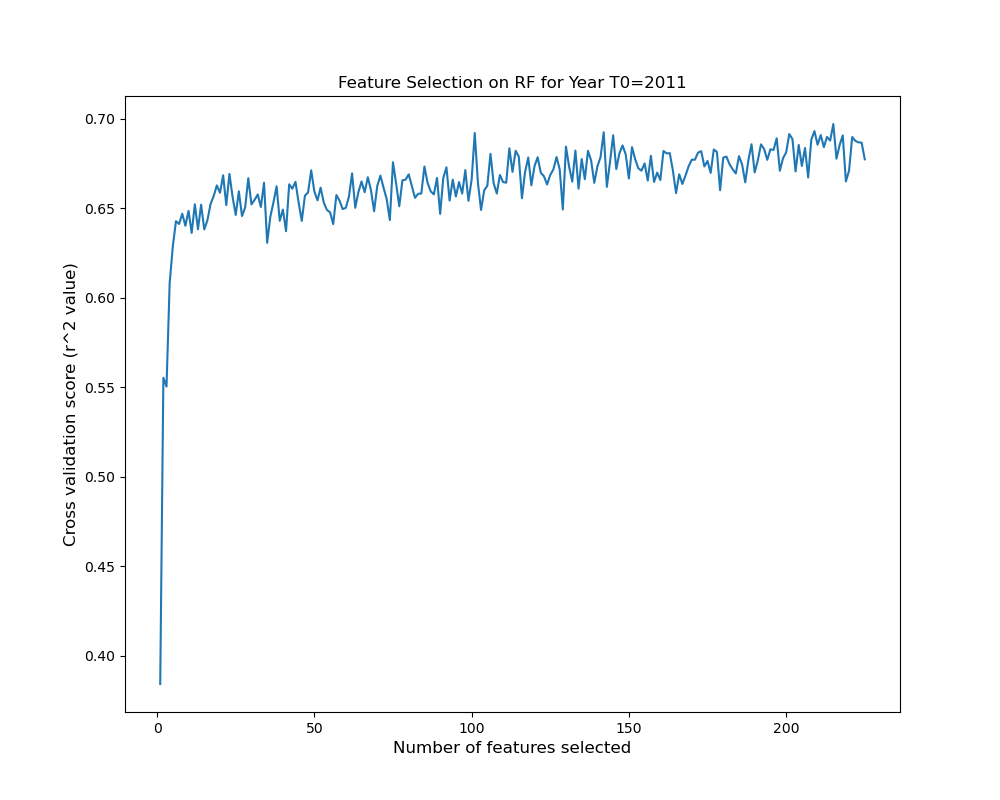 Feature Selection on RF for Year T0=2011
0.70
0.65
0.60
0.55
0.50
0.45
0.40
Cross validation score (r^2 value)
0 50 100 150 200
Number of features selected